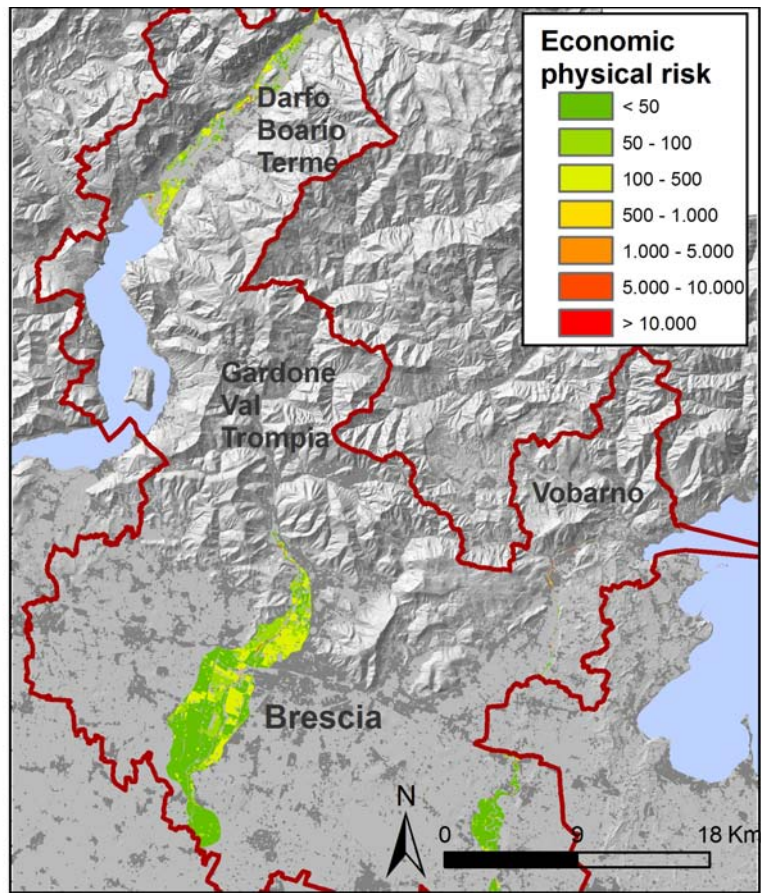 Economic
physical risk
< 50
50 - 100
100 - 500
500 - 1.000
1.000 - 5.000
5.000 - 10.000
> 10.000
Darfo
Boario
Terme
Gardone
Val
Trompia
Vobarno
Brescia
N
0 9 18 Km